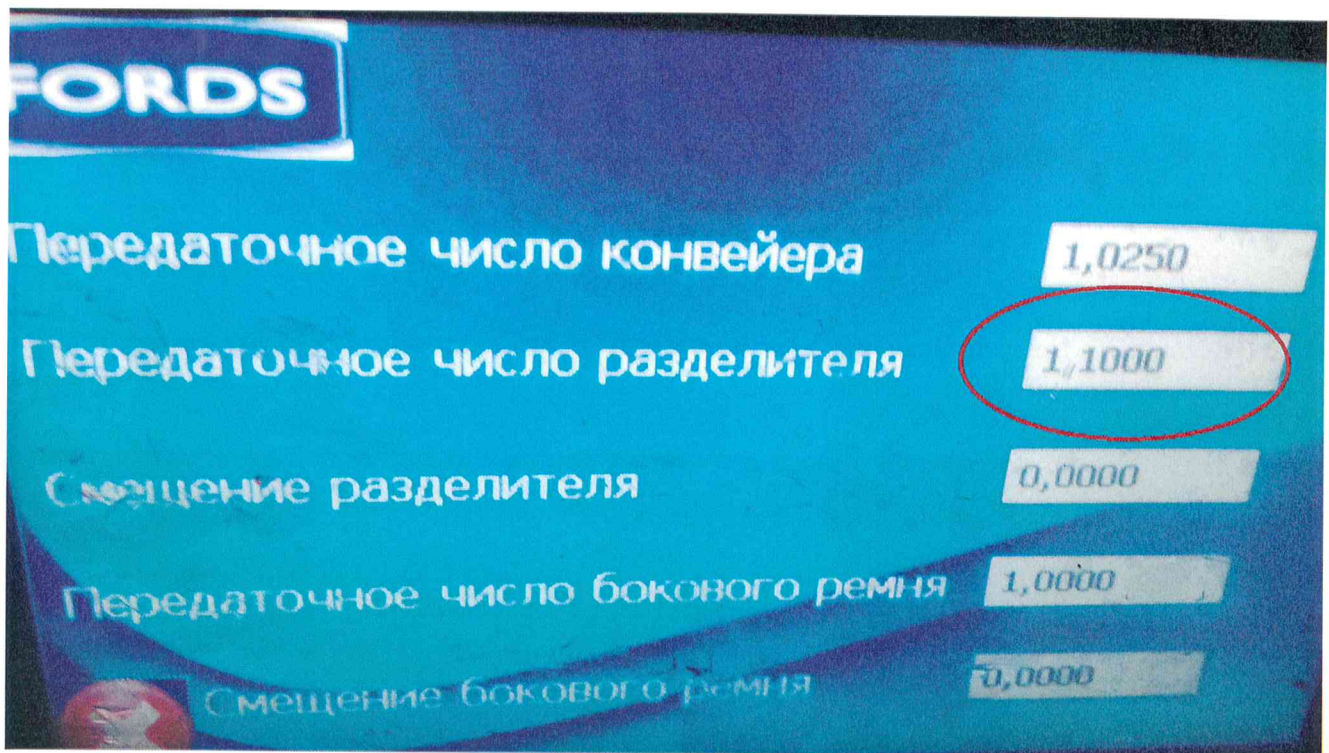 FORDS
Передаточное число конвейера 1,0250
Передаточное число разделителя 1,1000
Смещение разделителя 0,0000
Передаточное число бокового ремня 1,0000
Смещение бокового ремня 0,0000